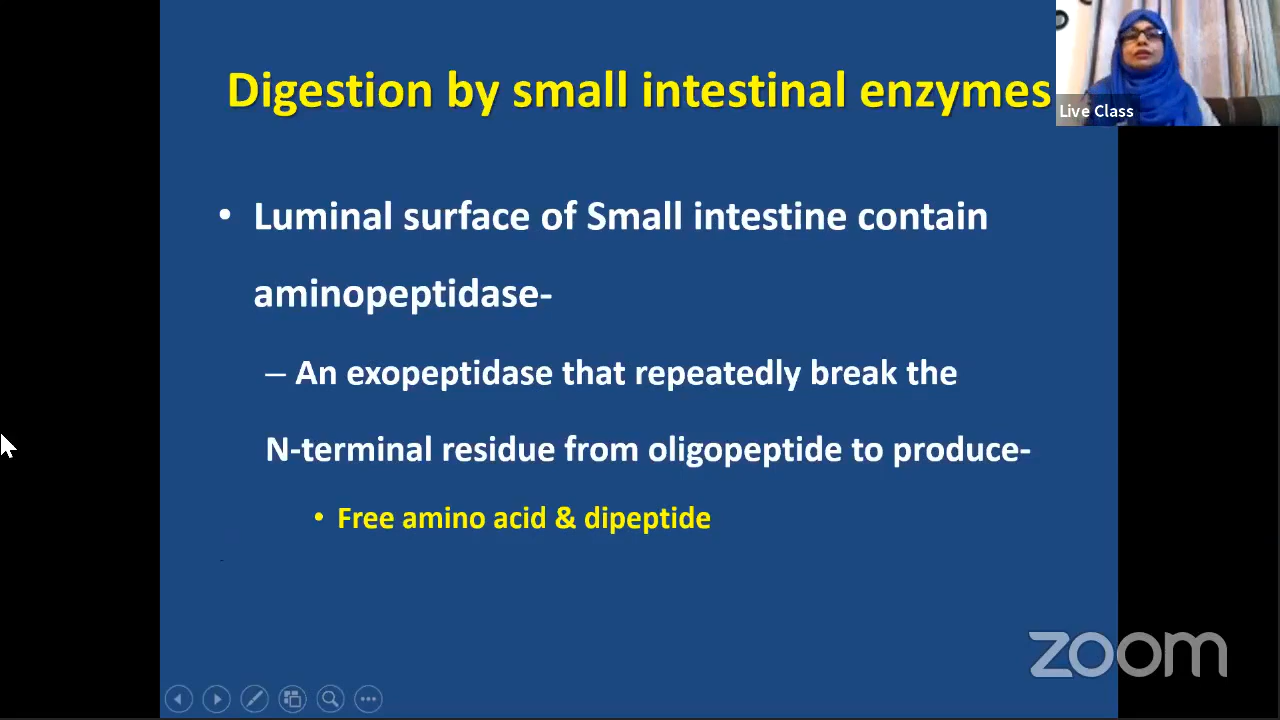 Digestion by small intestinal enzymes
Live Class
• Luminal surface of Small intestine contain
aminopeptidase-
– An exopeptidase that repeatedly break the
N-terminal residue from oligopeptide to produce-
• Free amino acid & dipeptide
zoom